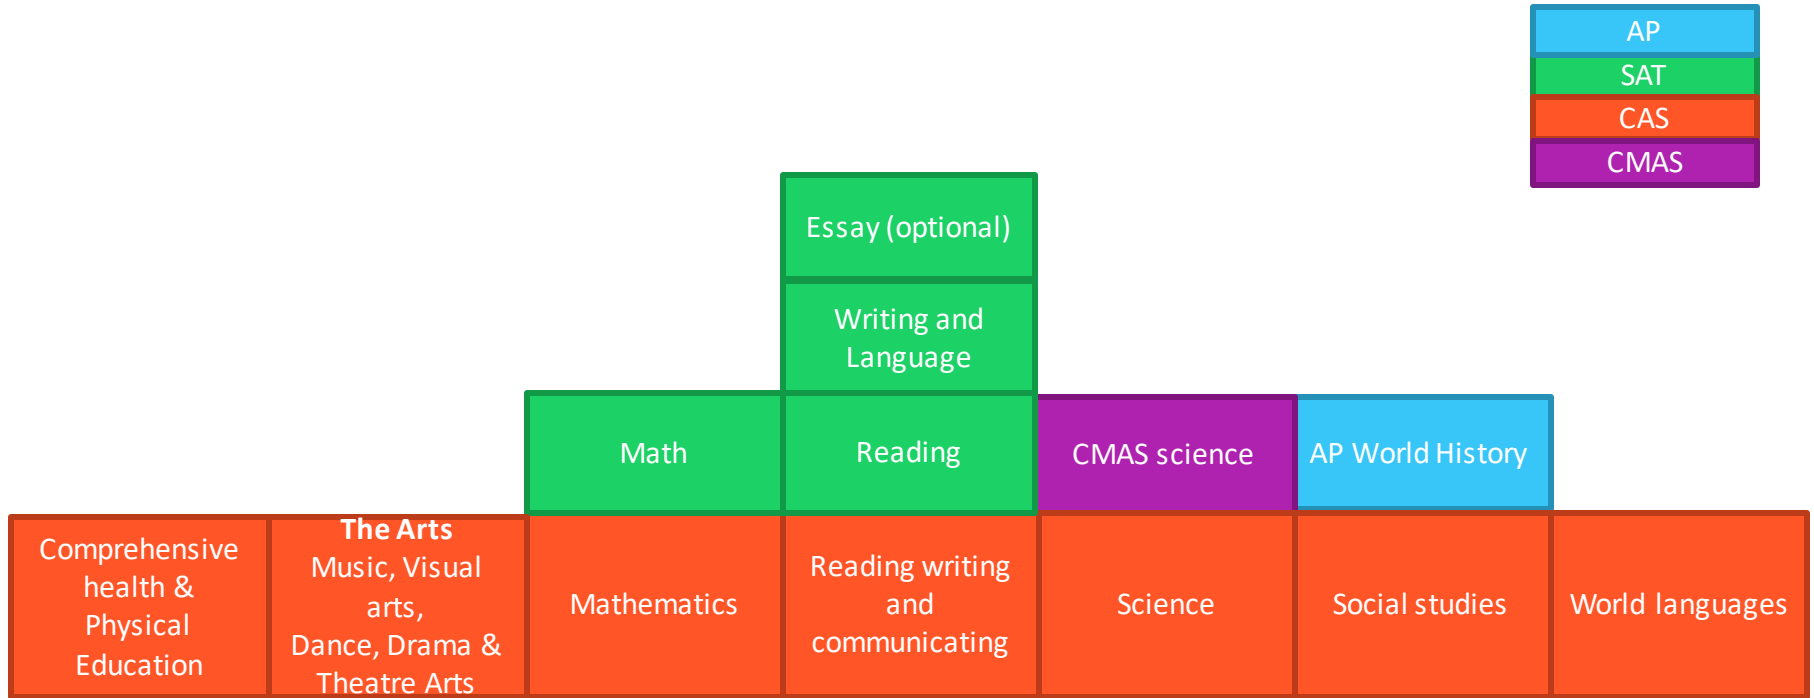 AP
SAT
CAS
CMAS
Essay (optional)
Writing and
Language
Math
Reading
CMAS science
AP World History
Comprehensive
health &
Physical
Education
The Arts
Music, Visual
arts,
Dance, Drama &
Theatre Arts
Mathematics
Reading writing
and
communicating
Science
Social studies
World languages